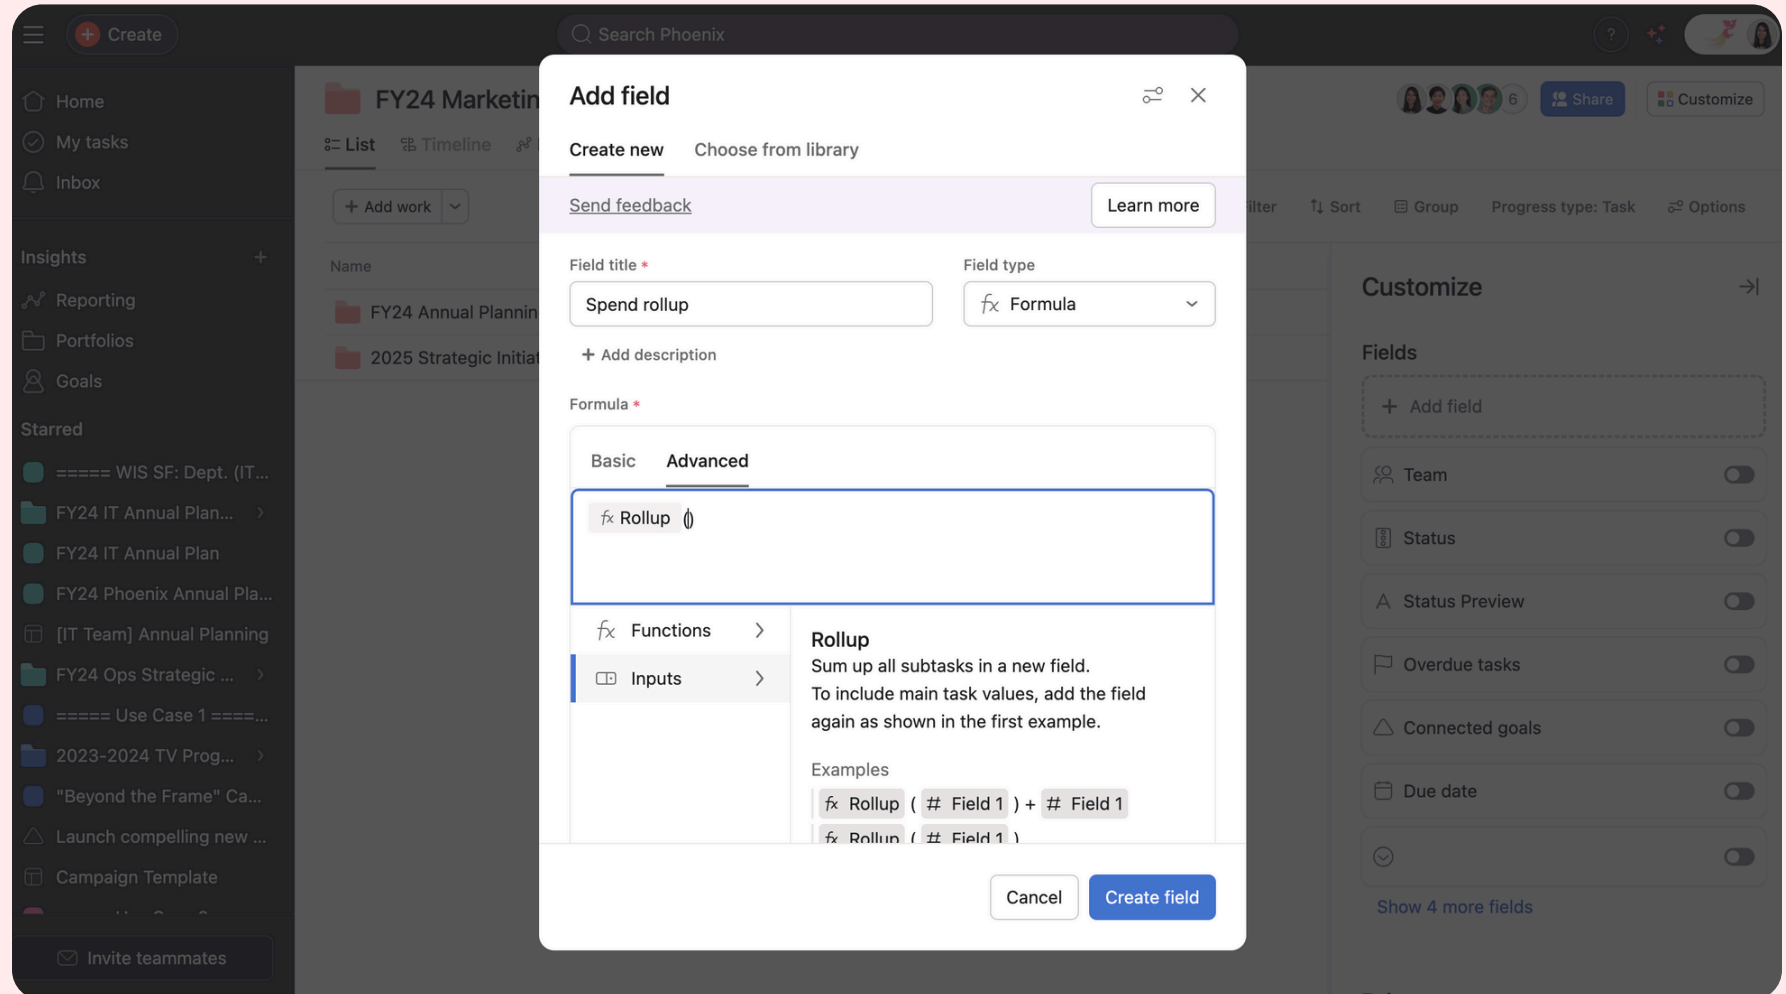 Create
Search Phoenix
?
Home
My tasks
Inbox
Insights
Reporting
Portfolios
Goals
Starred
===== WIS SF: Dept. (IT...
FY24 IT Annual Plan...
FY24 IT Annual Plan
FY24 Phoenix Annual Pla...
[IT Team] Annual Planning
FY24 Ops Strategic ...
===== Use Case 1 ====...
2023-2024 TV Prog...
"Beyond the Frame" Ca...
Launch compelling new ...
Campaign Template
Invite teammates
FY24 Marketin
6
Share
Customize
List Timeline
+ Add work
ilter Sort Group Progress type: Task Options
Name
FY24 Annual Plannin
2025 Strategic Initiat
Add field
Create new Choose from library
Send feedback
Learn more
Field title *
Field type
Spend rollup
fx Formula
+ Add description
Formula *
Basic Advanced
fx Rollup ()
fx Functions
Inputs
Rollup
Sum up all subtasks in a new field.
To include main task values, add the field
again as shown in the first example.
Examples
fx Rollup ( # Field 1 ) + # Field 1
fx Rollup ( # Field 1 )
Cancel
Create field
Customize
Fields
+ Add field
Team
Status
A Status Preview
Overdue tasks
Connected goals
Due date
Show 4 more fields